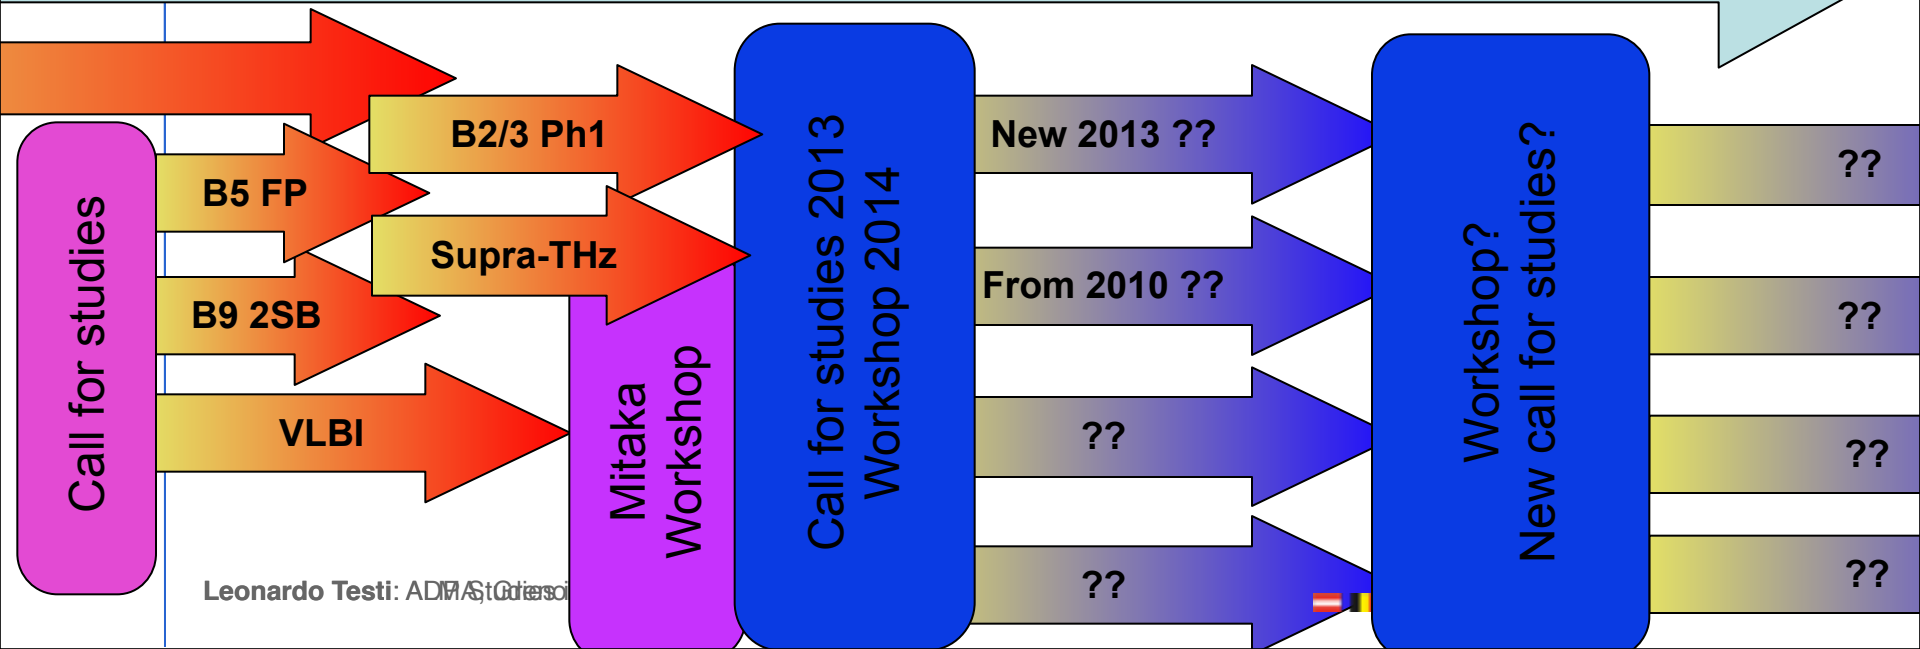 Call for studies
B5 FP
B9 2SB
VLBI
B2/3 Ph1
Supra-THz
Mitaka
Workshop
Call for studies 2013
Workshop 2014
New 2013 ??
From 2010 ??
??
??
Workshop?
New call for studies?
??
??
??
??
Leonardo Testi: